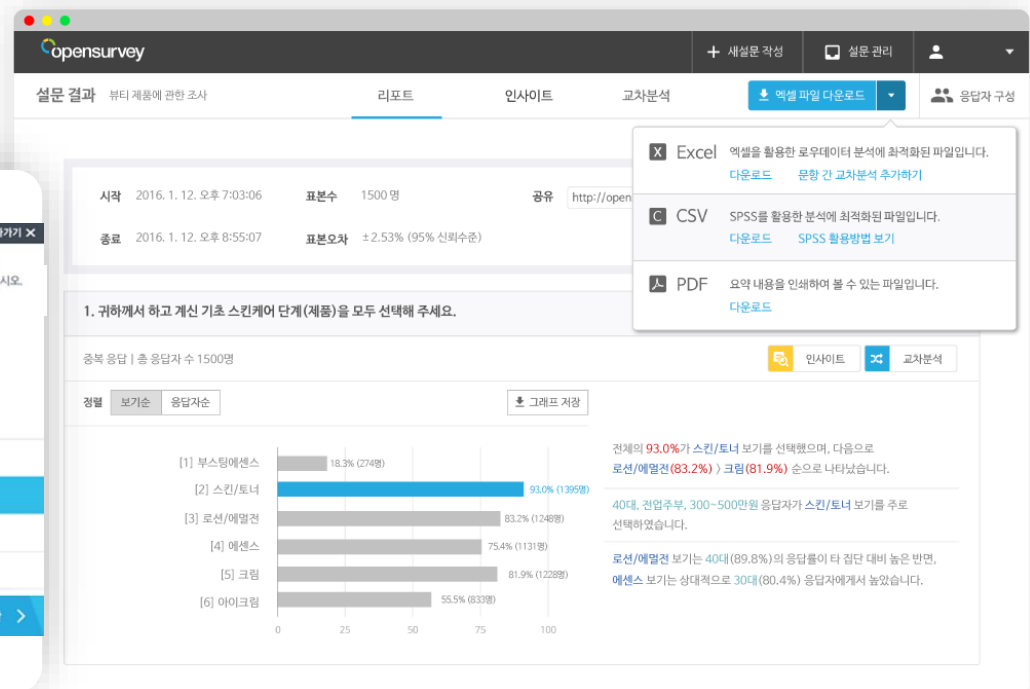 opensurvey
새설문 작성
설문 관리
설문 결과 뷰티 제품에 관한 조사
리포트
인사이트
교차분석
엑셀 파일 다운로드
응답자 구성
X Excel 엑셀을 활용한 로우데이터 분석에 최적화된 파일입니다.
다운로드 문항 간 교차분석 추가하기
C CSV SPSS를 활용한 분석에 최적화된 파일입니다.
다운로드 SPSS 활용방법 보기
PDF 요약 내용을 인쇄하여 볼 수 있는 파일입니다.
다운로드
시작 2016. 1. 12. 오후 7:03:06 표본수 1500 명 공유 http://open
종료 2016. 1. 12. 오후 8:55:07 표본오차 ±2.53% (95% 신뢰수준)
가기 X
시오.
1. 귀하께서 하고 계신 기초 스킨케어 단계(제품)을 모두 선택해 주세요.
중복 응답 | 총 응답자 수 1500명
인사이트
교차분석
정렬 보기순 응답자순
그래프 저장
[1] 부스팅에센스 18.3% (274명)
[2] 스킨/토너 93.0% (1395명)
[3] 로션/에멀젼 83.2% (1248명)
[4] 에센스 75.4% (1131명)
[5] 크림 81.9% (1228명)
[6] 아이크림 55.5% (833명)
0 25 50 75 100
전체의 93.0%가 스킨/토너 보기를 선택했으며, 다음으로
로션/에멀젼(83.2%) 〉 크림(81.9%) 순으로 나타났습니다.
40대, 전업주부, 300~500만원 응답자가 스킨/토너 보기를 주로
선택하였습니다.
로션/에멀젼 보기는 40대(89.8%)의 응답률이 타 집단 대비 높은 반면,
에센스 보기는 상대적으로 30대(80.4%) 응답자에게서 높았습니다.